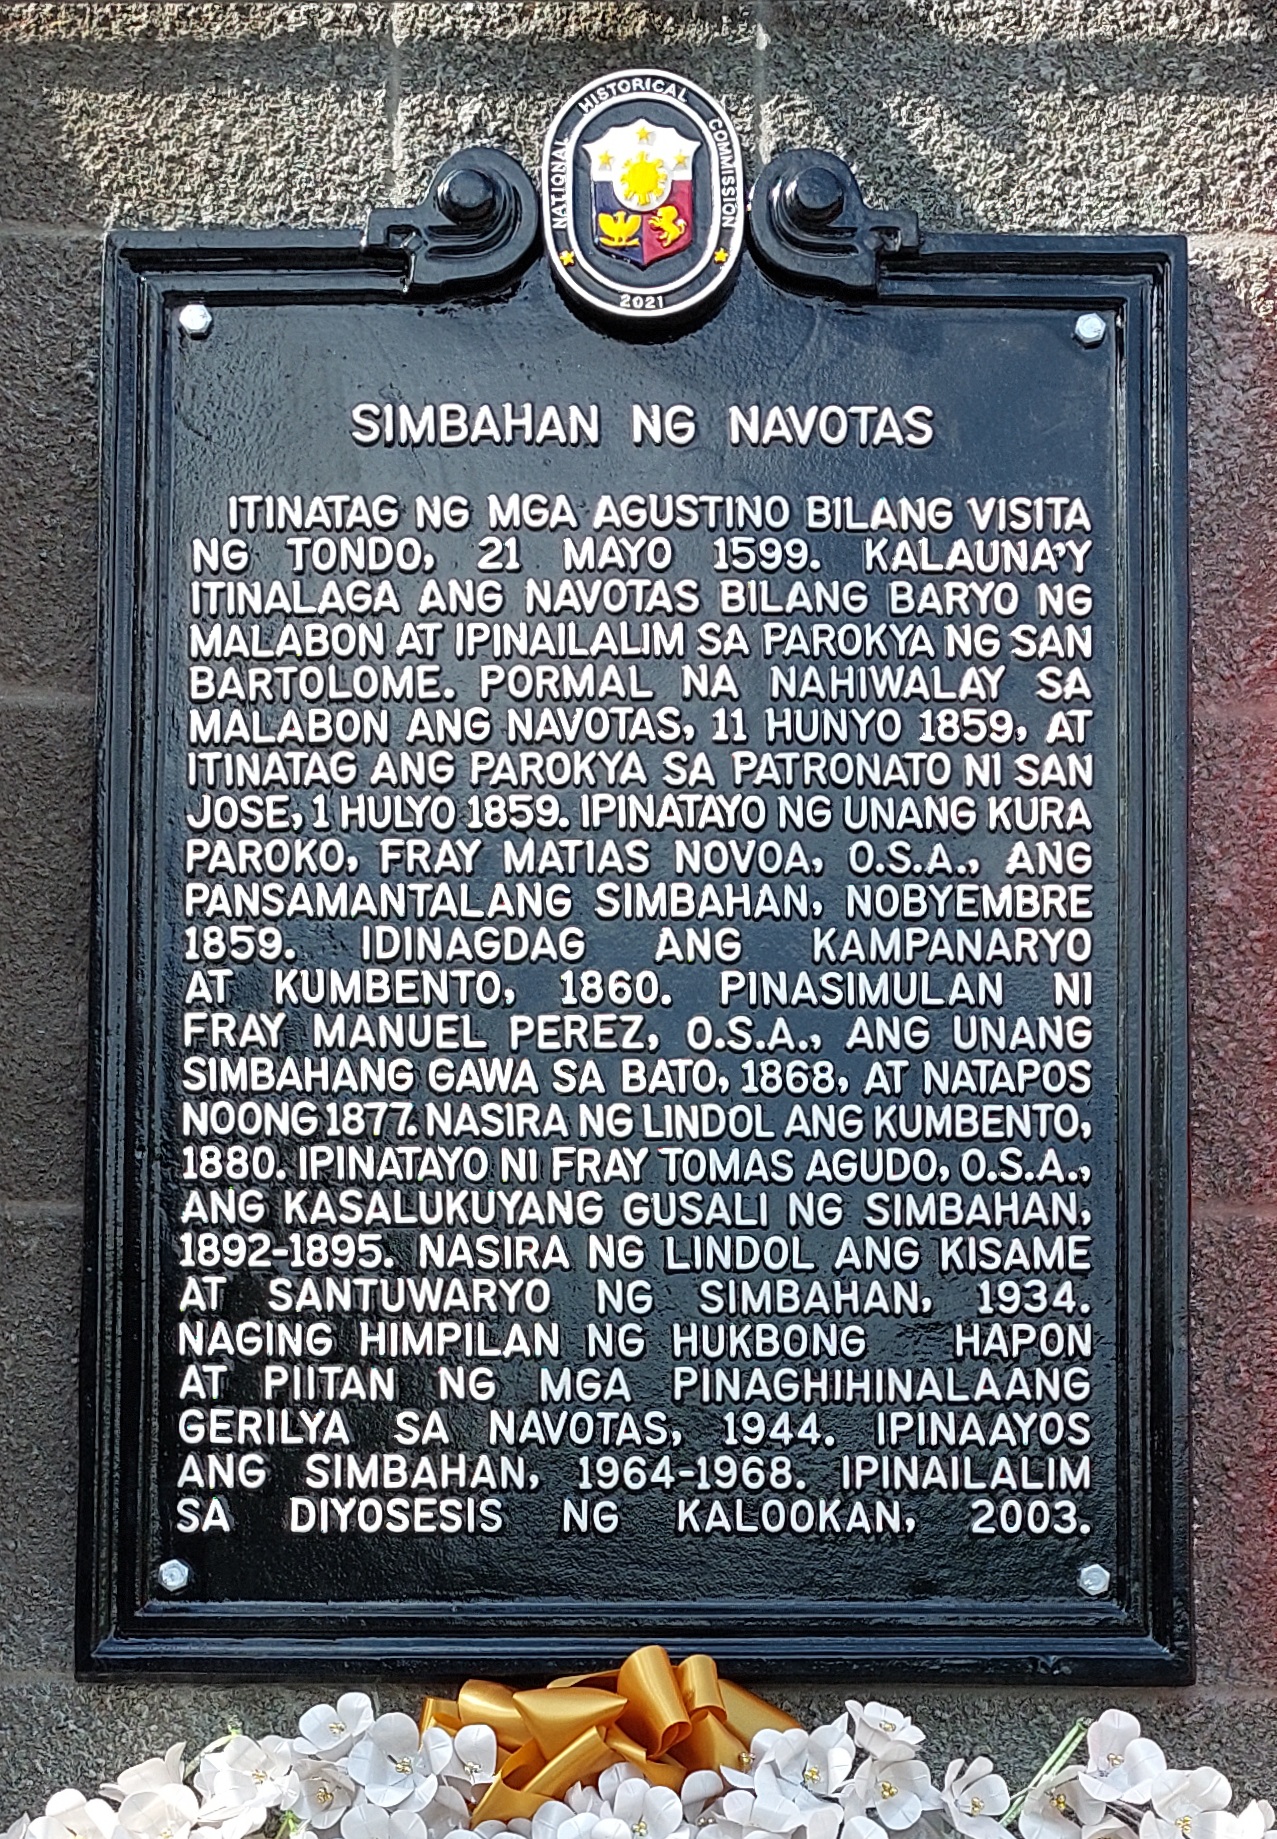 NATIONAL HISTORICAL COMMISSION
2021
SIMBAHAN NG NAVOTAS
ITINATAG NG MGA AGUSTINO BILANG VISITA
NG TONDO, 21 MAYO 1599. KALAUNA'Y
ITINALAGA ANG NAVOTAS BILANG BARYO NG
MALABON AT IPINAILALIM SA PAROKYA NG SAN
BARTOLOME. PORMAL NA NAHIWALAY SA
MALABON ANG NAVOTAS, 11 HUNYO 1859, AT
ITINATAG ANG PAROKYA SA PATRONATO NI SAN
JOSE, 1 HULYO 1859. IPINATAYO NG UNANG KURA
PAROKO, FRAY MATIAS NOVOA, O.S.A., ANG
PANSAMANTALANG SIMBAHAN, NOBYEMBRE
1859. IDINAGDAG ANG KAMPANARYO
AT KUMBENTO, 1860. PINASIMULAN NI
FRAY MANUEL PEREZ, O.S.A., ANG UNANG
SIMBAHANG GAWA SA BATO, 1868, AT NATAPOS
NOONG 1877. NASIRA NG LINDOL ANG KUMBENTO,
1880. IPINATAYO NI FRAY TOMAS AGUDO, O.S.A.,
ANG KASALUKUYANG GUSALI NG SIMBAHAN,
1892-1895. NASIRA NG LINDOL ANG KISAME
AT SANTUWARYO NG SIMBAHAN, 1934.
NAGING HIMPILAN NG HUKBONG HAPON
AT PIITAN NG MGA PINAGHIHINALAANG
GERILYA SA NAVOTAS, 1944. IPINAAYOS
ANG SIMBAHAN, 1964-1968. IPINAILALIM
SA DIYOSESIS NG KALOOKAN, 2003.